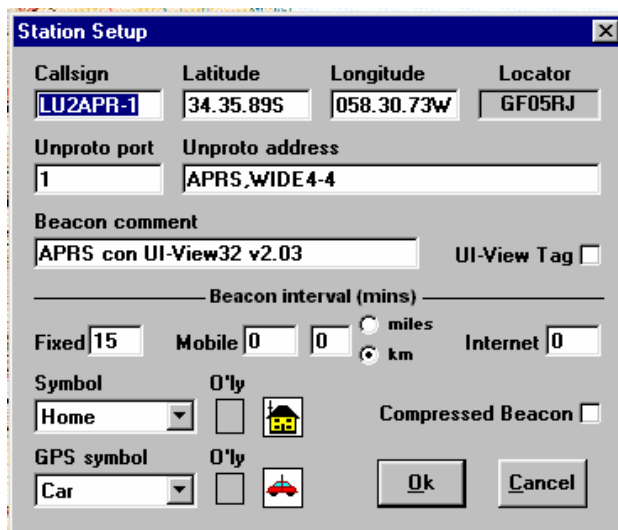 Station Setup
Callsign Latitude Longitude Locator
LU2APR-1 34.35.89S 058.30.73W GF05RJ
Unproto port Unproto address
1 APRS,WIDE4-4
Beacon comment
APRS con UI-View32 v2.03 UI-View Tag
Beacon interval (mins)
Fixed 15 Mobile 0 0 miles km Internet 0
Symbol O'ly
Home Compressed Beacon
GPS symbol O'ly
Car Ok Cancel